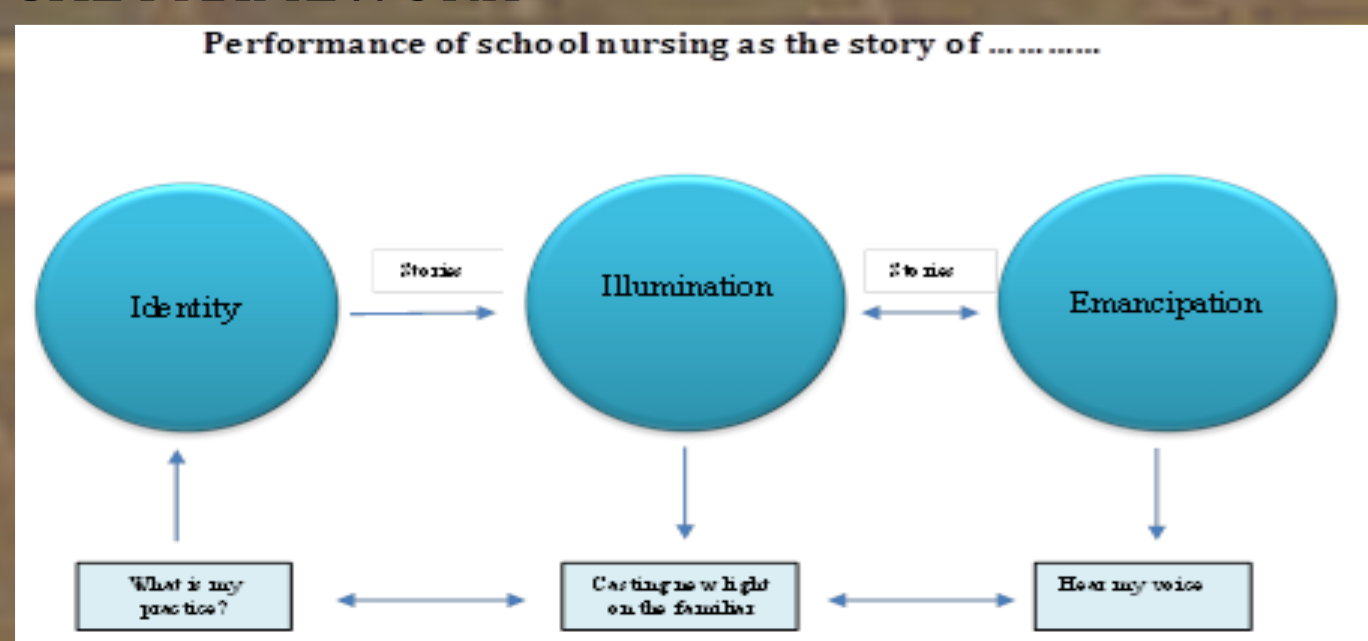 Performance of school nursing as the story of …………
Stories
Stories
Identity
Illumination
Emancipation
What is my
practice?
Casting new light
on the familiar
Hear my voice